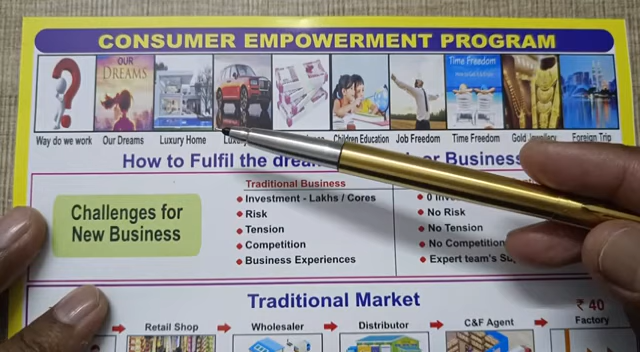 CONSUMER EMPOWERMENT PROGRAM
OUR DREAMS
Time Freedom
Way do we work
Our Dreams
Luxury Home
Children Education
Job Freedom
Time Freedom
Gold Jewellery
Foreign Trip
How to Fulfil the or Business
Challenges for
New Business
Traditional Business
Investment - Lakhs / Cores
Risk
Tension
Competition
Business Experiences
0
No Risk
No Tension
No Competition
Expert team's
Traditional Market
Retail Shop
Wholesaler
Distributor
C&F Agent
₹ 40
Factory